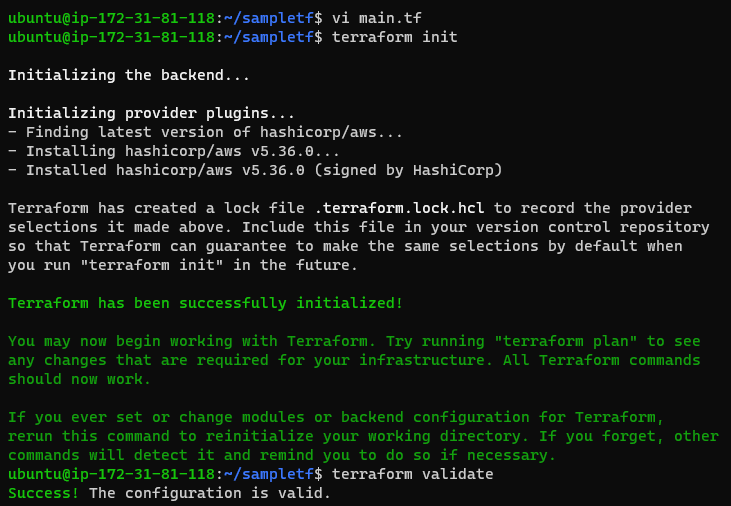 ubuntu@ip-172-31-81-118:~/sampletf$ vi main.tf
ubuntu@ip-172-31-81-118:~/sampletf$ terraform init
Initializing the backend...
Initializing provider plugins...
- Finding latest version of hashicorp/aws...
- Installing hashicorp/aws v5.36.0...
- Installed hashicorp/aws v5.36.0 (signed by HashiCorp)
Terraform has created a lock file .terraform.lock.hcl to record the provider
selections it made above. Include this file in your version control repository
so that Terraform can guarantee to make the same selections by default when
you run "terraform init" in the future.
Terraform has been successfully initialized!
You may now begin working with Terraform. Try running "terraform plan" to see
any changes that are required for your infrastructure. All Terraform commands
should now work.
If you ever set or change modules or backend configuration for Terraform,
rerun this command to reinitialize your working directory. If you forget, other
commands will detect it and remind you to do so if necessary.
ubuntu@ip-172-31-81-118:~/sampletf$ terraform validate
Success! The configuration is valid.